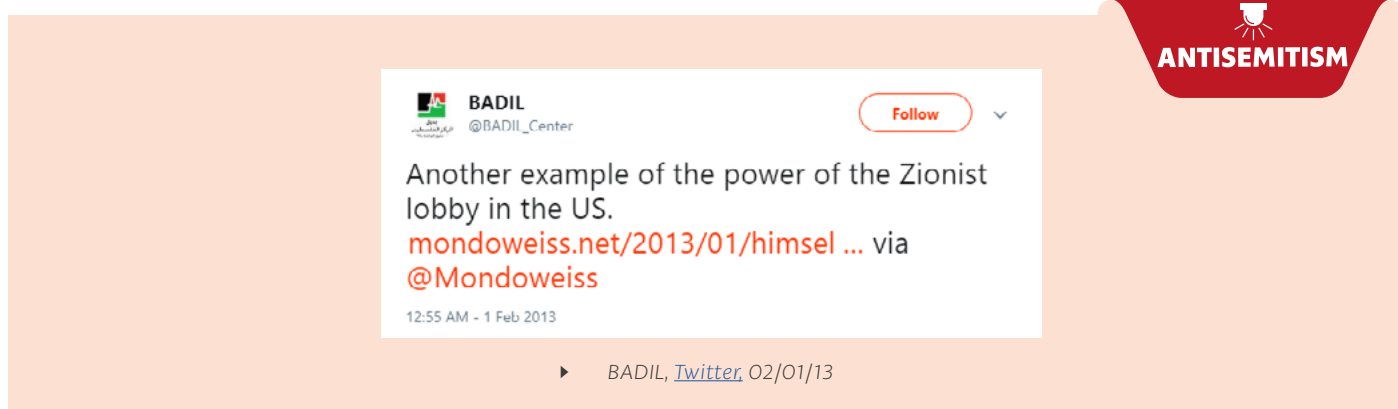 ANTISEMITISM
BADIL
@BADIL_Center
Follow
Another example of the power of the Zionist
lobby in the US.
mondoweiss.net/2013/01/himsel ... via
@Mondoweiss
12:55 AM - 1 Feb 2013
BADIL, Twitter, 02/01/13